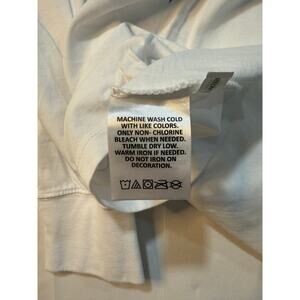 MACHINE WASH COLD
WITH LIKE COLORS.
ONLY NON- CHLORINE
BLEACH WHEN NEEDED.
TUMBLE DRY LOW.
WARM IRON IF NEEDED.
DO NOT IRON ON
DECORATION.